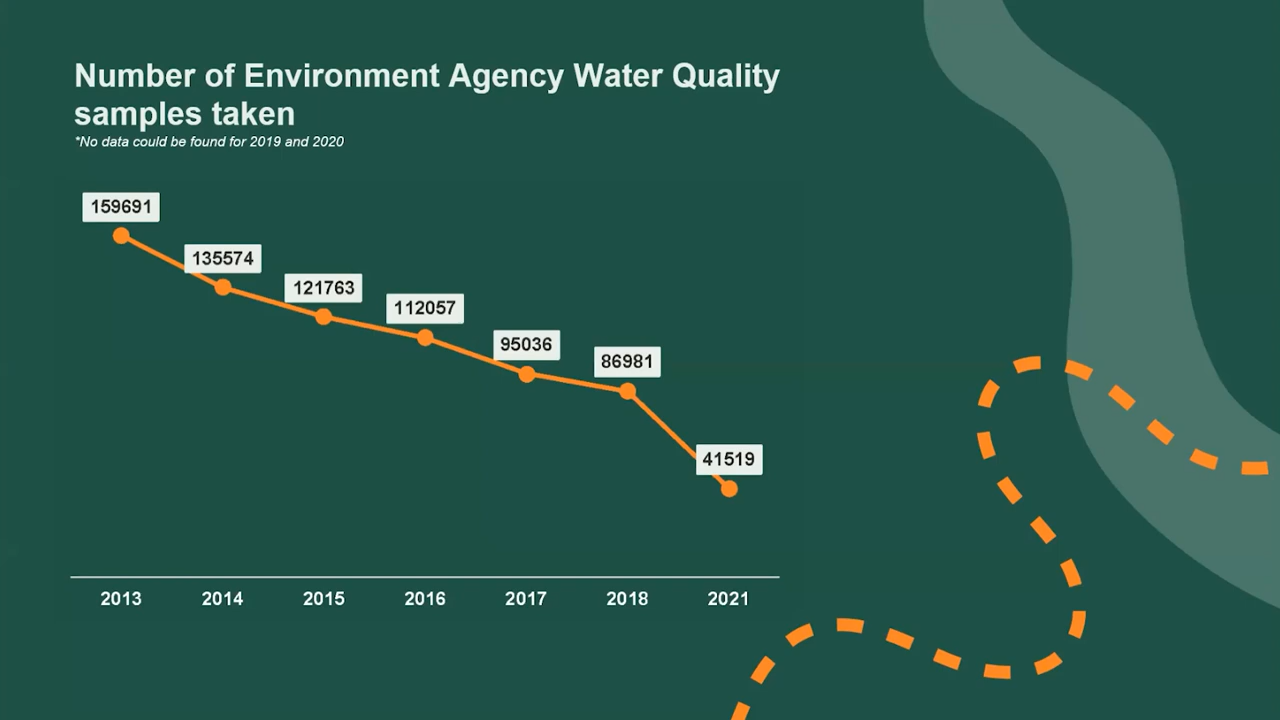 Number of Environment Agency Water Quality
samples taken
*No data could be found for 2019 and 2020
159691
135574
121763
112057
95036
86981
41519
2013 2014 2015 2016 2017 2018 2021